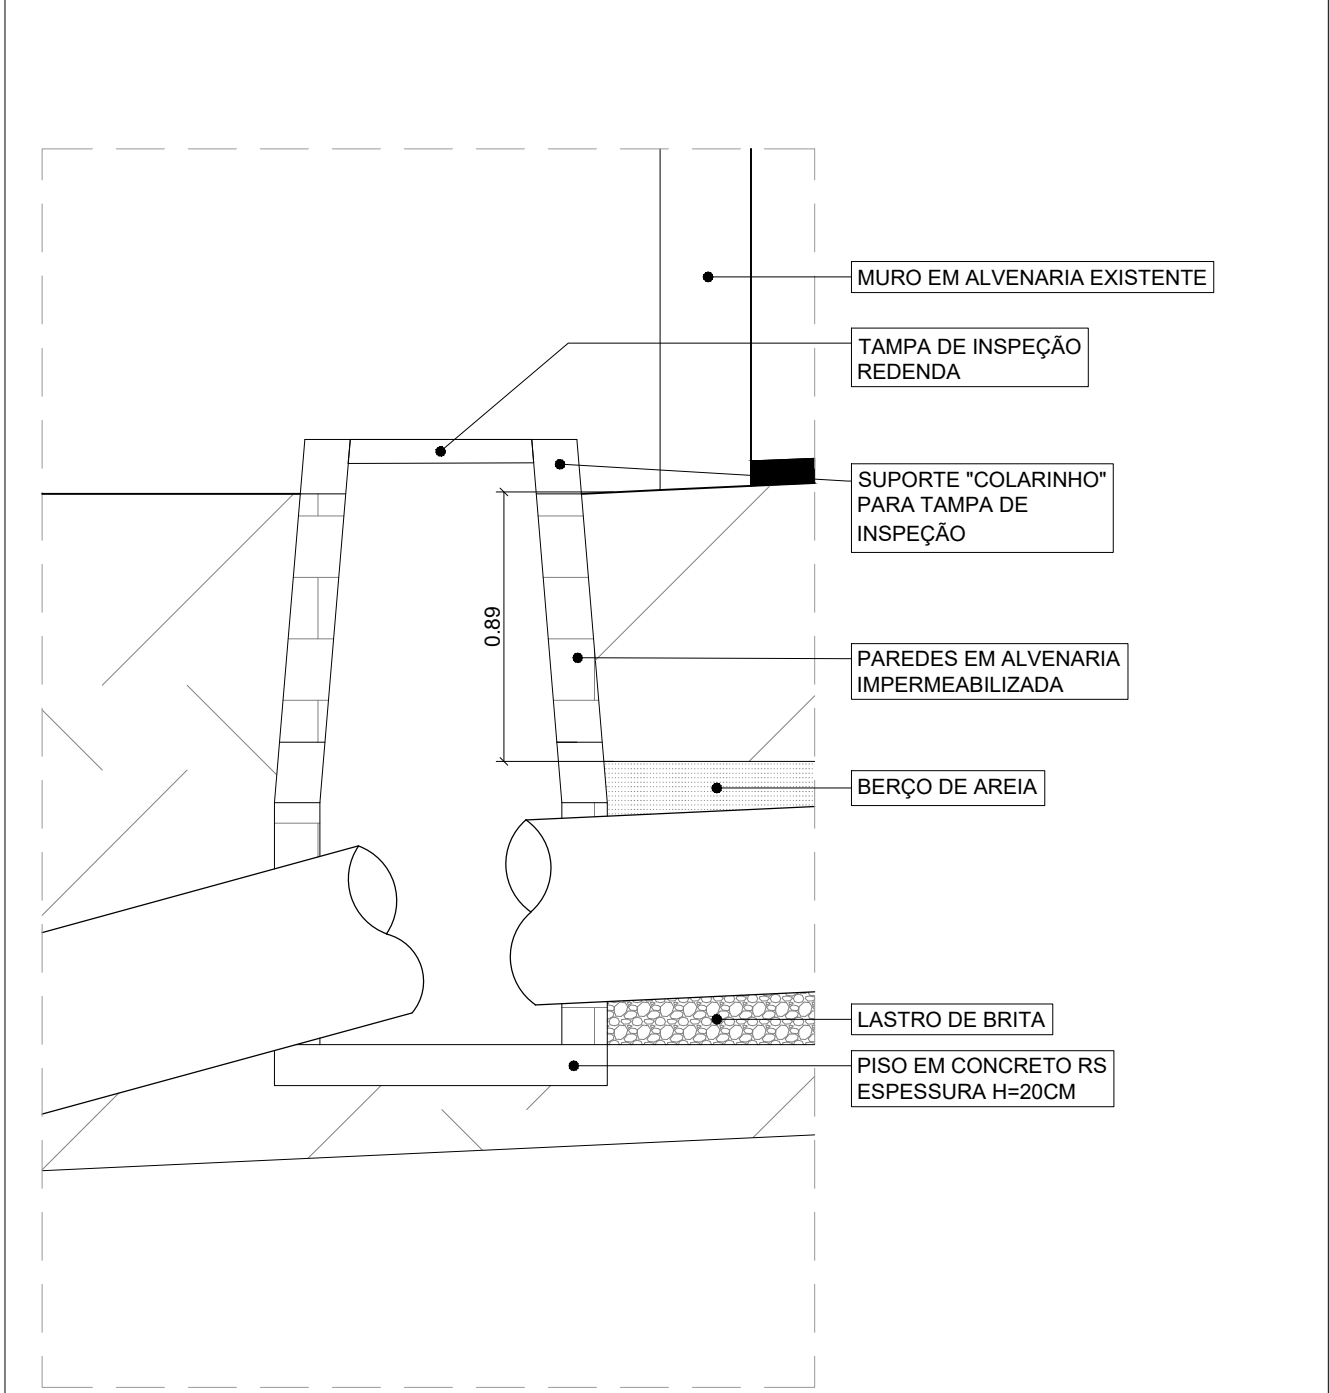 MURO EM ALVENARIA EXISTENTE
TAMPA DE INSPEÇÃO
REDENDA
SUPORTE "COLARINHO"
PARA TAMPA DE
INSPEÇÃO
0.89
PAREDES EM ALVENARIA
IMPERMEABILIZADA
BERÇO DE AREIA
LASTRO DE BRITA
PISO EM CONCRETO RS
ESPESSURA H=20CM